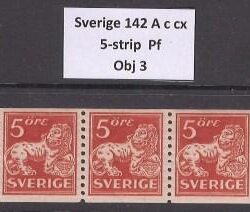 Sverige 142 A c cx
5-strip Pf
Obj 3
5 ÖRE 5 ÖRE 5 ÖRE
SVERIGE SVERIGE SVERIGE